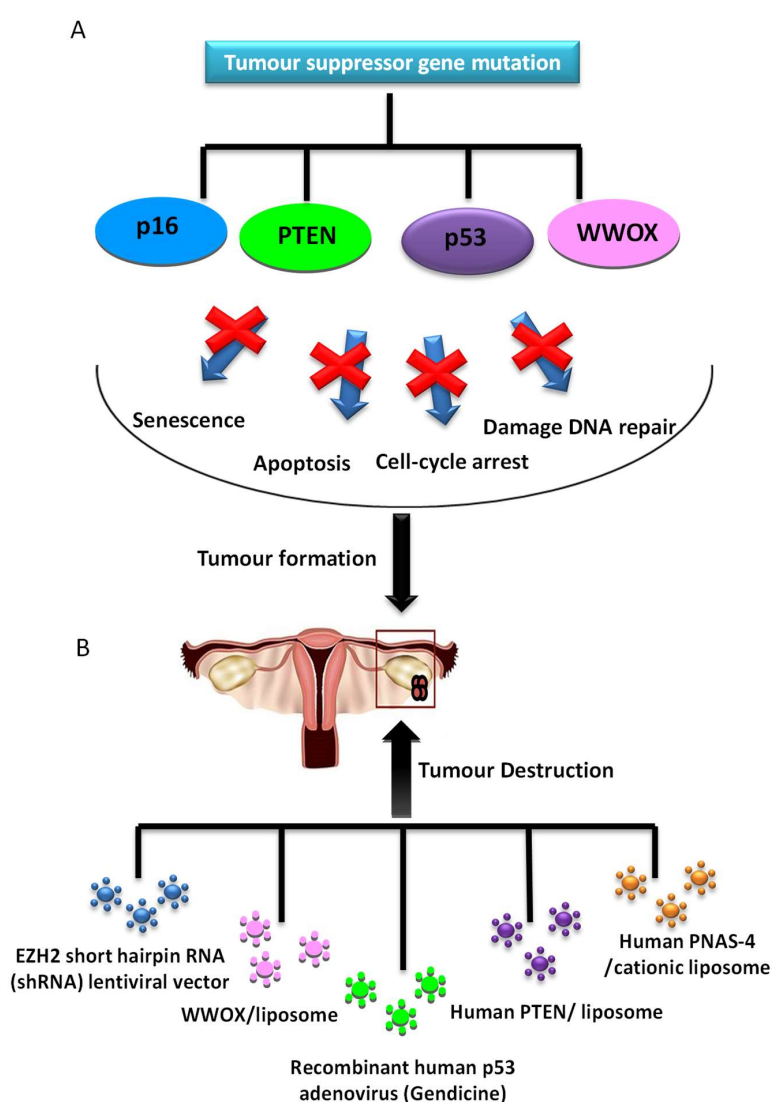 A
Tumour suppressor gene mutation
p16
PTEN
p53
WWOX
Senescence
Apoptosis
Cell-cycle arrest
Damage DNA repair
Tumour formation
B
Tumour Destruction
EZH2 short hairpin RNA
(shRNA) lentiviral vector
WWOX/liposome
Recombinant human p53
adenovirus (Gendicine)
Human PTEN/ liposome
Human PNAS-4
/cationic liposome